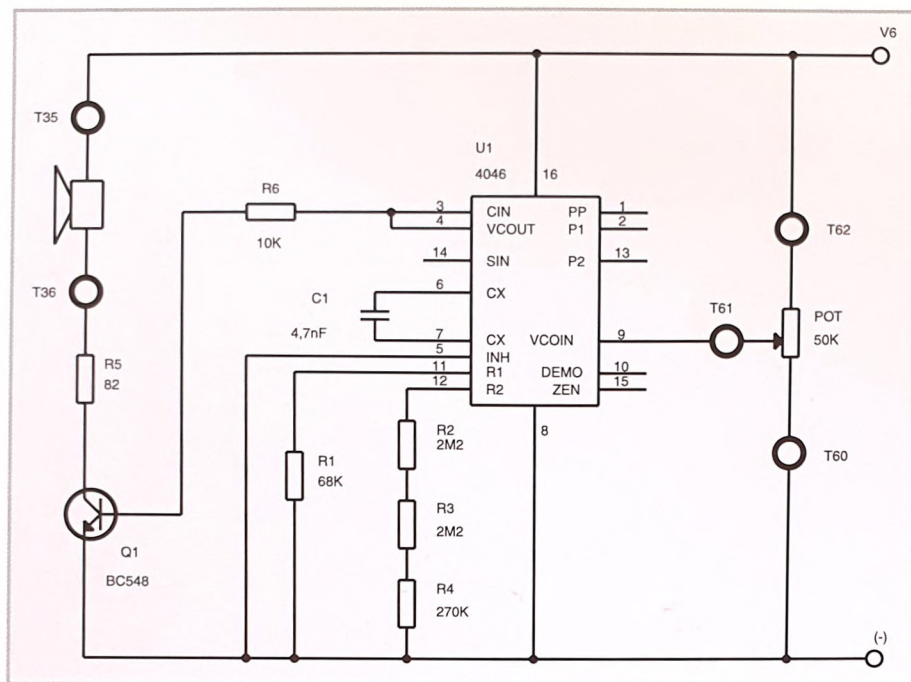 V6
T35
U1
4046
16
R6
10K
3 CIN PP 1
4 VCOUT P1 2
14 SIN P2 13
T62
T36
C1
4,7nF
6 CX
T61
POT
50K
7 CX VCOIN 9
5 INH
11 R1 DEMO 10
12 R2 ZEN 15
R5
82
8
R2
2M2
R1
68K
T60
R3
2M2
Q1
BC548
R4
270K
(-)